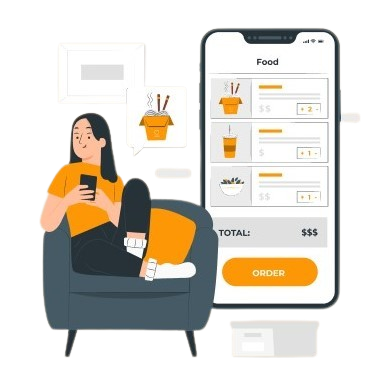 Food
$$
+ 2 -
$
+ 1 -
$$
+ 1 -
TOTAL: $$$
ORDER